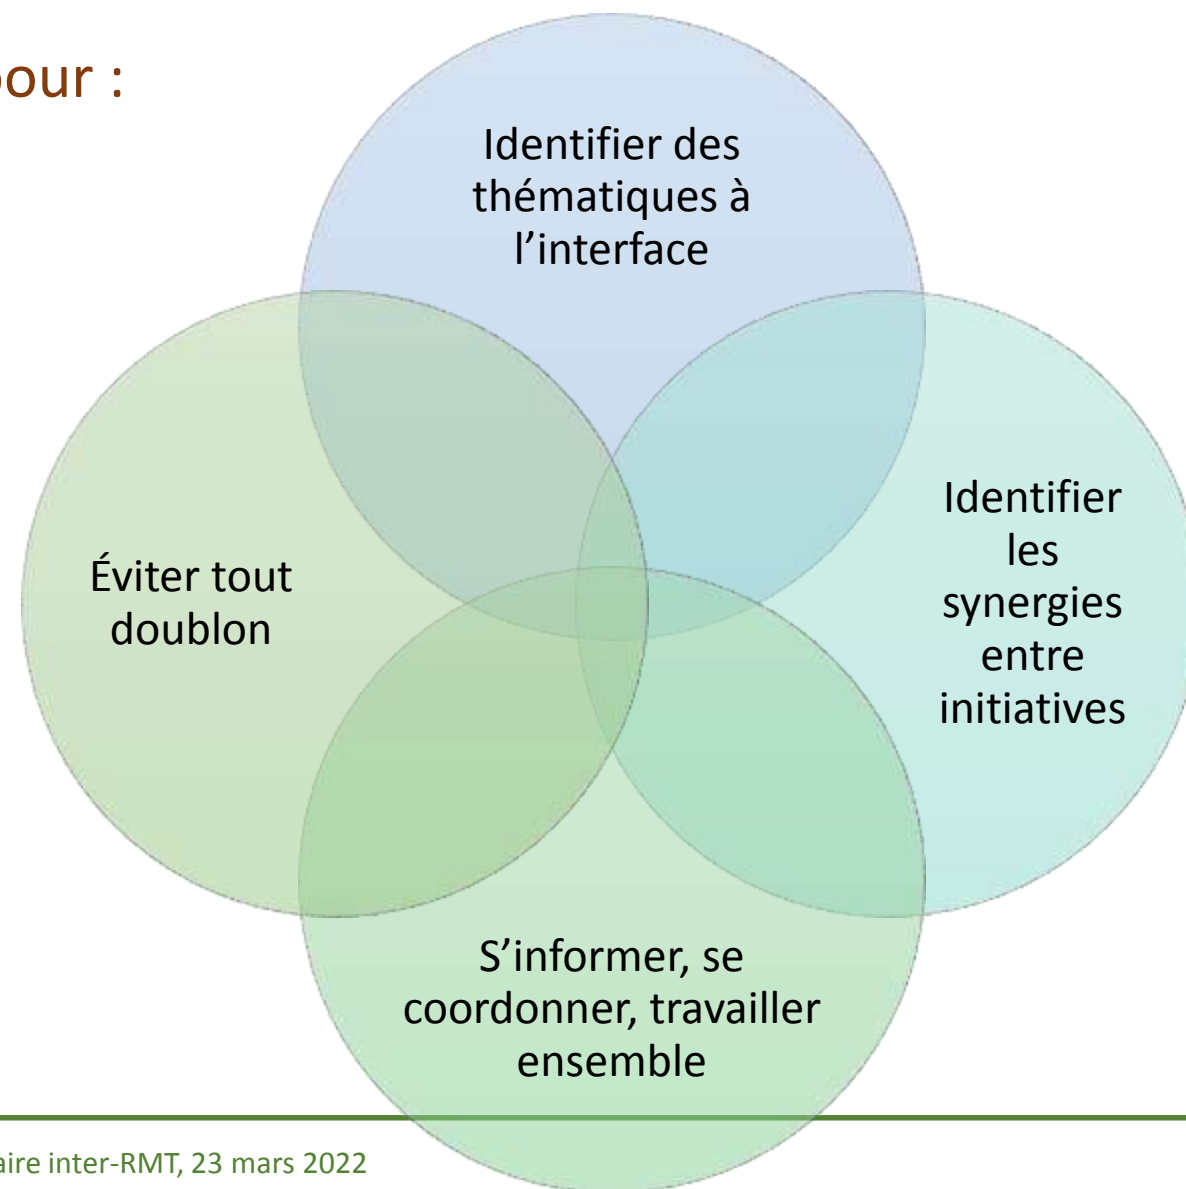 pour :
Identifier des
thématiques à
l’interface
Identifier
les
synergies
entre
initiatives
Éviter tout
doublon
S’informer, se
coordonner, travailler
ensemble
aire inter-RMT, 23 mars 2022